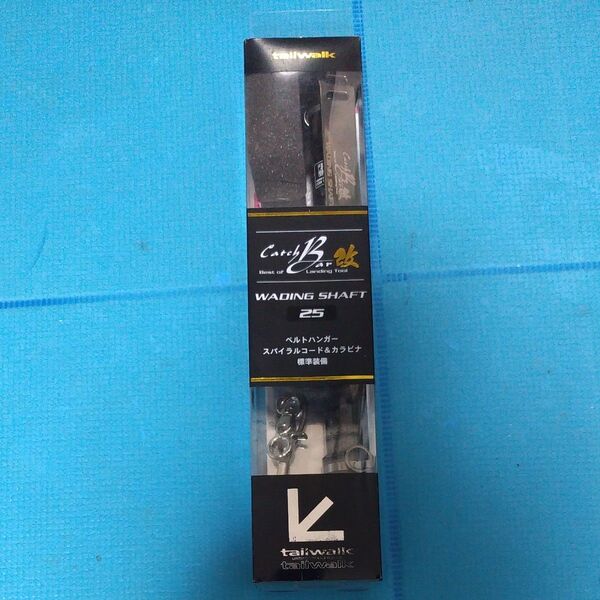 tailwalk
Catch Bar 改
Best of Landing Tool
WADING SHAFT
25
ベルトハンガー
スパイラルコード&カラビナ
標準装備
tailwalk
tailwalk